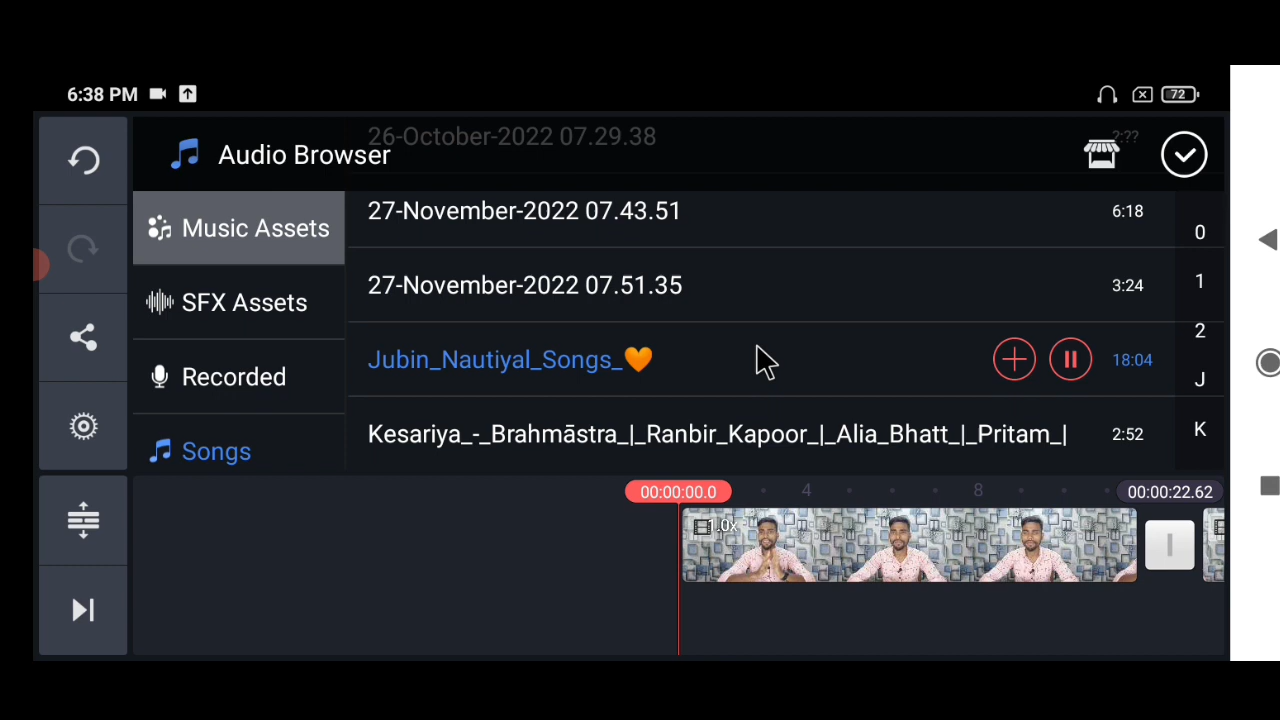 6:38 PM
72
26-October-2022 07.29.38
2:??
Audio Browser
Music Assets
27-November-2022 07.43.51
6:18
0
SFX Assets
27-November-2022 07.51.35
3:24
1
2
Recorded
Jubin_Nautiyal_Songs_🧡
18:04
J
Songs
Kesariya_-_Brahmāstra_|_Ranbir_Kapoor_|_Alia_Bhatt_|_Pritam_|
2:52
K
00:00:00.0
4
8
00:00:22.62
1.0x